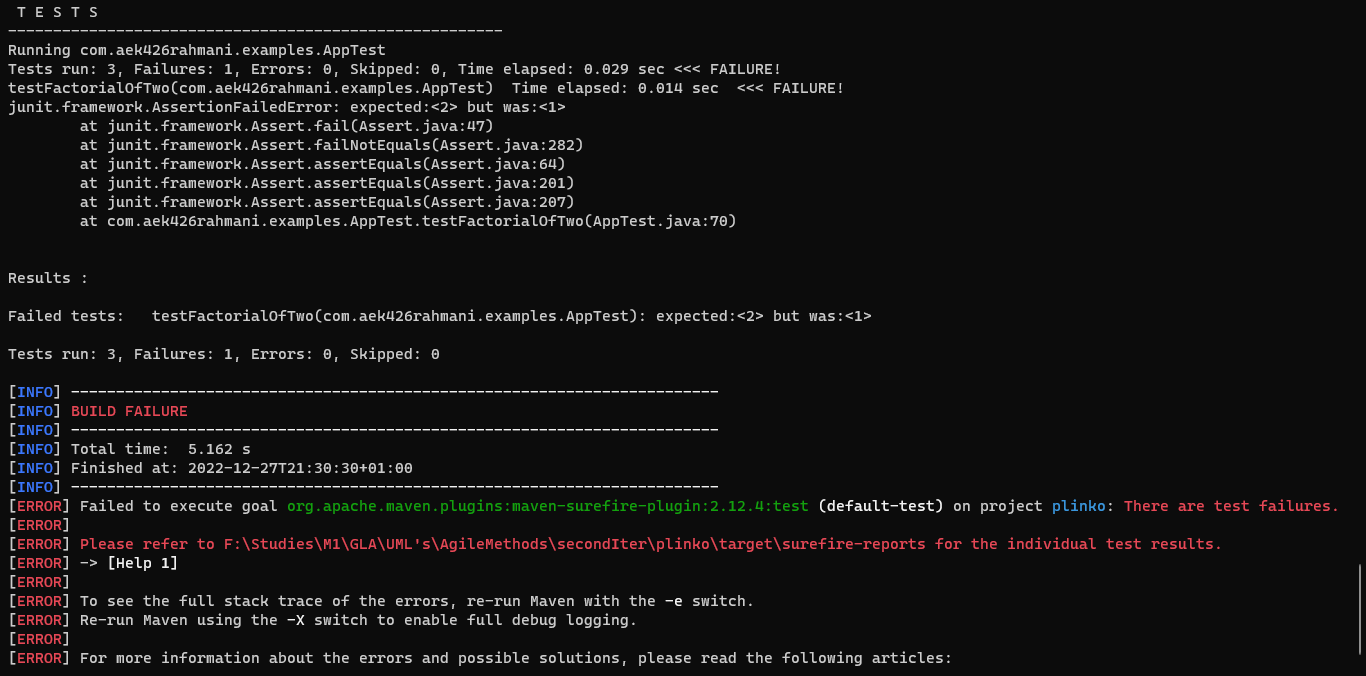 T E S T S
-------------------------------------------------------
Running com.aek426rahmani.examples.AppTest
Tests run: 3, Failures: 1, Errors: 0, Skipped: 0, Time elapsed: 0.029 sec <<< FAILURE!
testFactorialOfTwo(com.aek426rahmani.examples.AppTest)  Time elapsed: 0.014 sec  <<< FAILURE!
junit.framework.AssertionFailedError: expected:<2> but was:<1>
        at junit.framework.Assert.fail(Assert.java:47)
        at junit.framework.Assert.failNotEquals(Assert.java:282)
        at junit.framework.Assert.assertEquals(Assert.java:64)
        at junit.framework.Assert.assertEquals(Assert.java:201)
        at junit.framework.Assert.assertEquals(Assert.java:207)
        at com.aek426rahmani.examples.AppTest.testFactorialOfTwo(AppTest.java:70)
Results :
Failed tests:   testFactorialOfTwo(com.aek426rahmani.examples.AppTest): expected:<2> but was:<1>
Tests run: 3, Failures: 1, Errors: 0, Skipped: 0
[INFO] ------------------------------------------------------------------------
[INFO] BUILD FAILURE
[INFO] ------------------------------------------------------------------------
[INFO] Total time:  5.162 s
[INFO] Finished at: 2022-12-27T21:30:30+01:00
[INFO] ------------------------------------------------------------------------
[ERROR] Failed to execute goal org.apache.maven.plugins:maven-surefire-plugin:2.12.4:test (default-test) on project plinko: There are test failures.
[ERROR]
[ERROR] Please refer to F:\Studies\M1\GLA\UML's\AgileMethods\secondIter\plinko\target\surefire-reports for the individual test results.
[ERROR] -> [Help 1]
[ERROR]
[ERROR] To see the full stack trace of the errors, re-run Maven with the -e switch.
[ERROR] Re-run Maven using the -X switch to enable full debug logging.
[ERROR]
[ERROR] For more information about the errors and possible solutions, please read the following articles: